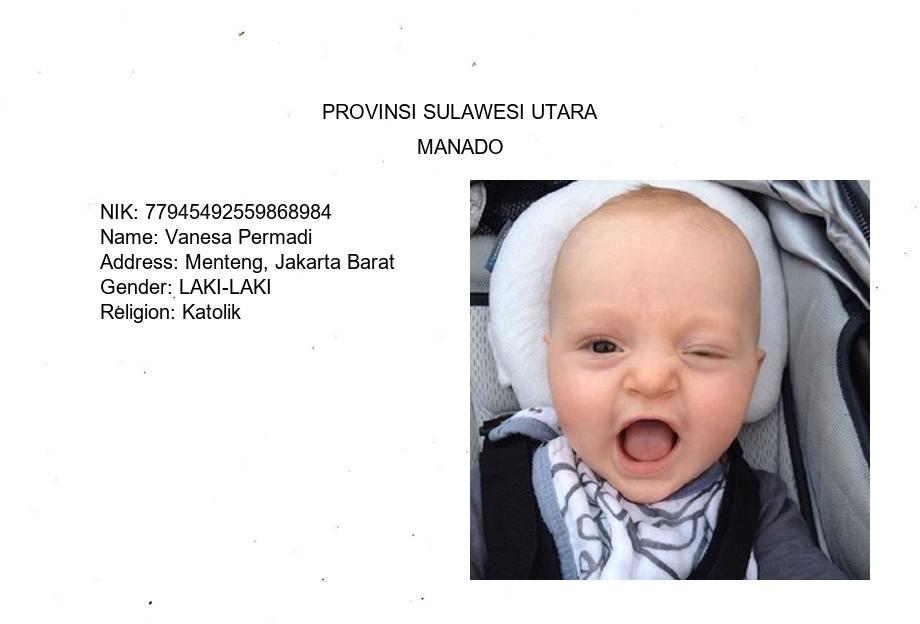 PROVINSI SULAWESI UTARA
MANADO
NIK: 77945492559868984
Name: Vanesa Permadi
Address: Menteng, Jakarta Barat
Gender: LAKI-LAKI
Religion: Katolik